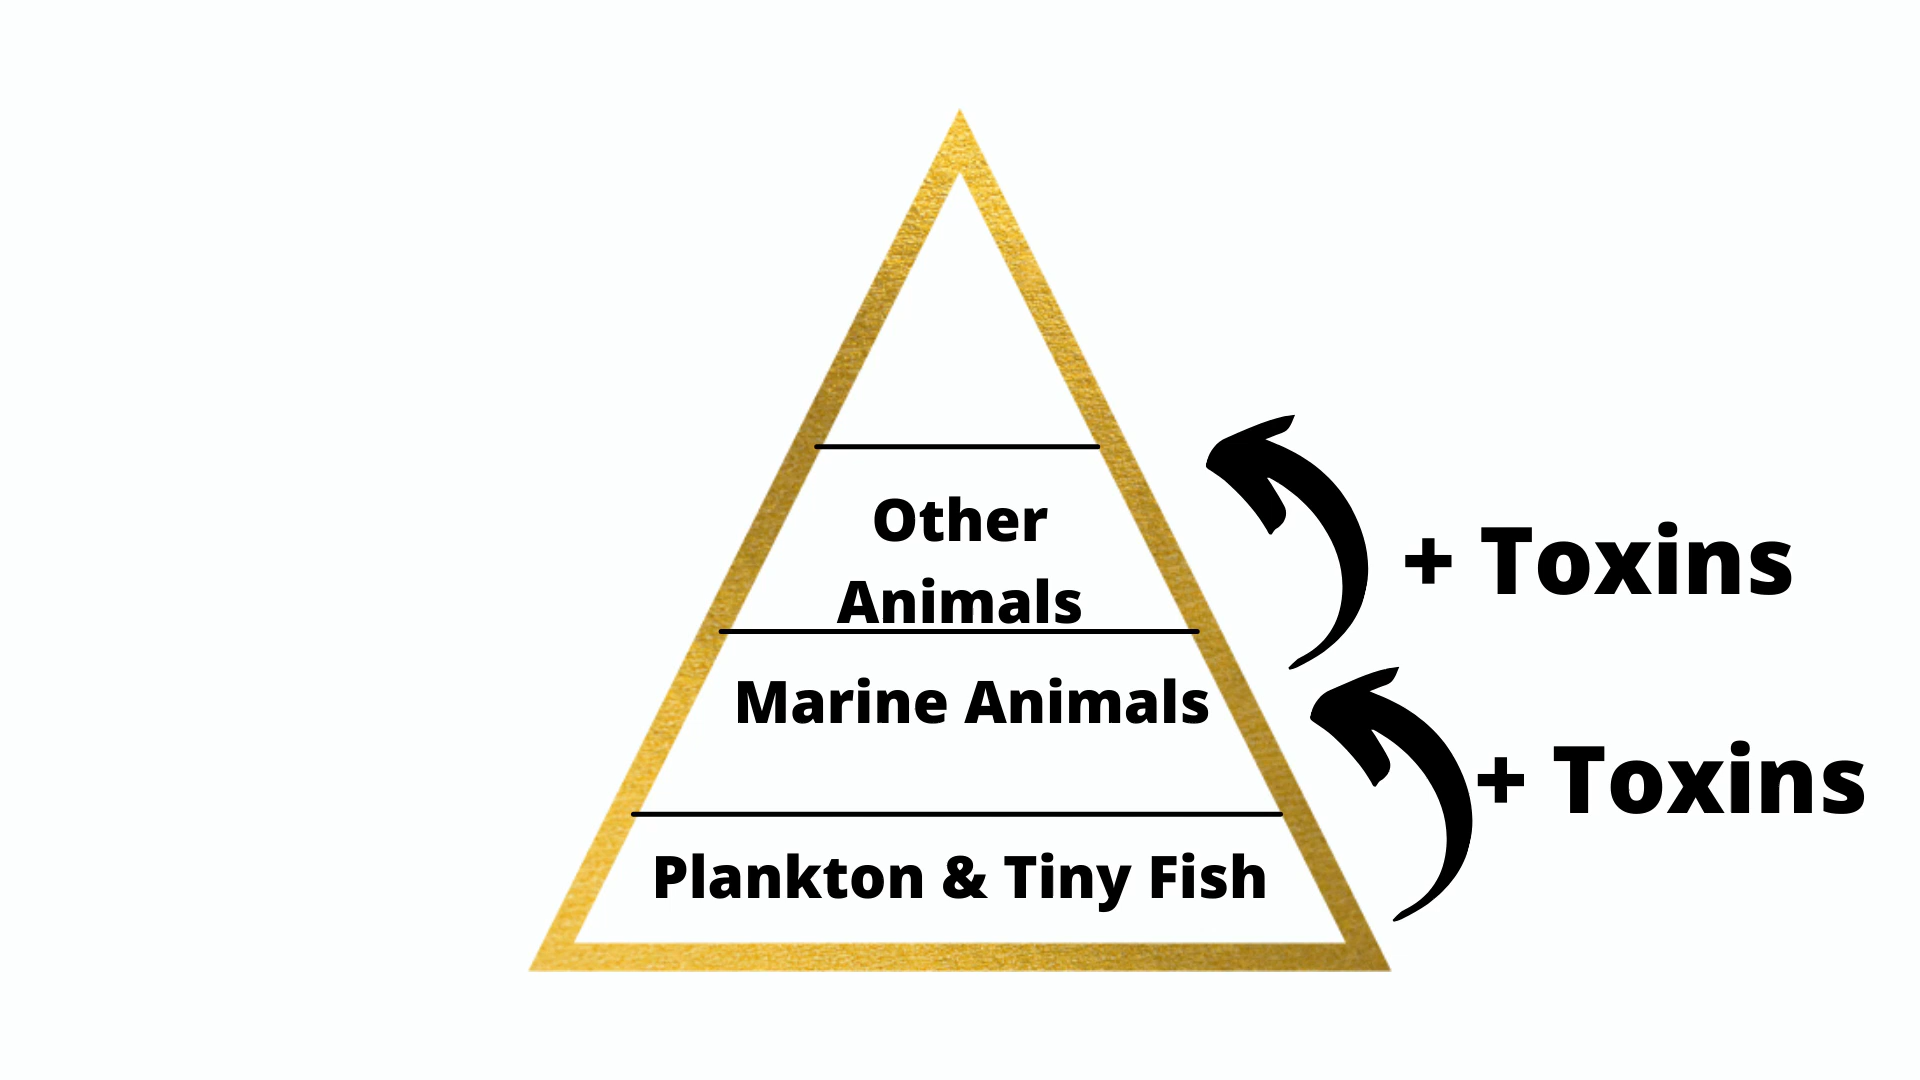 Other
Animals
+ Toxins
Marine Animals
+ Toxins
Plankton & Tiny Fish